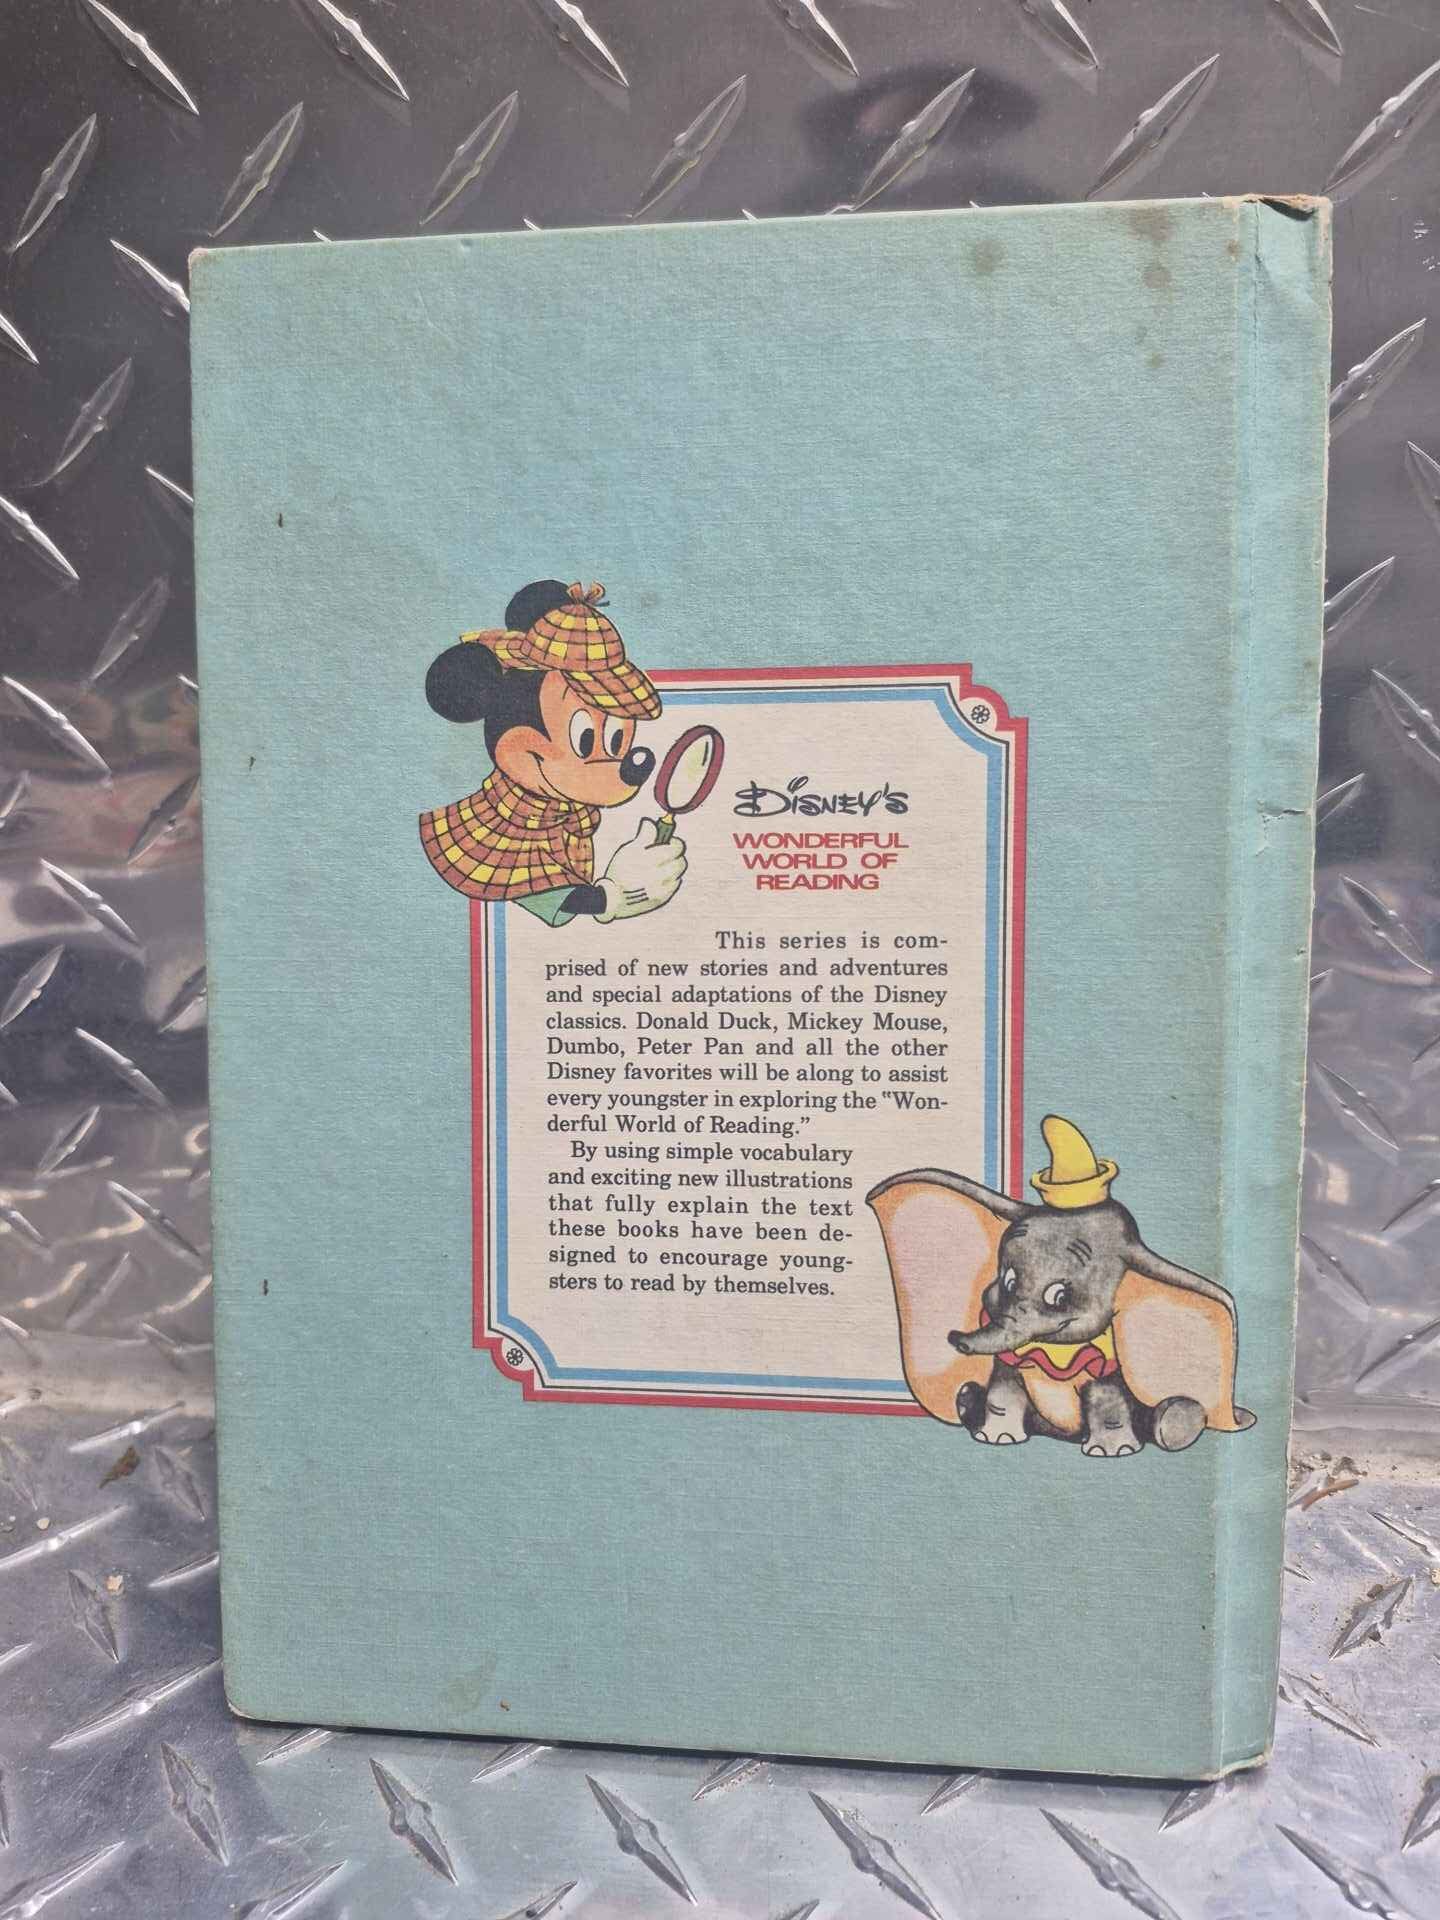 Disney's
WONDERFUL
WORLD OF
READING
This series is com-
prised of new stories and adventures
and special adaptations of the Disney
classics. Donald Duck, Mickey Mouse,
Dumbo, Peter Pan and all the other
Disney favorites will be along to assist
every youngster in exploring the "Won-
derful World of Reading."
By using simple vocabulary
and exciting new illustrations
that fully explain the text
these books have been de-
signed to encourage young-
sters to read by themselves.